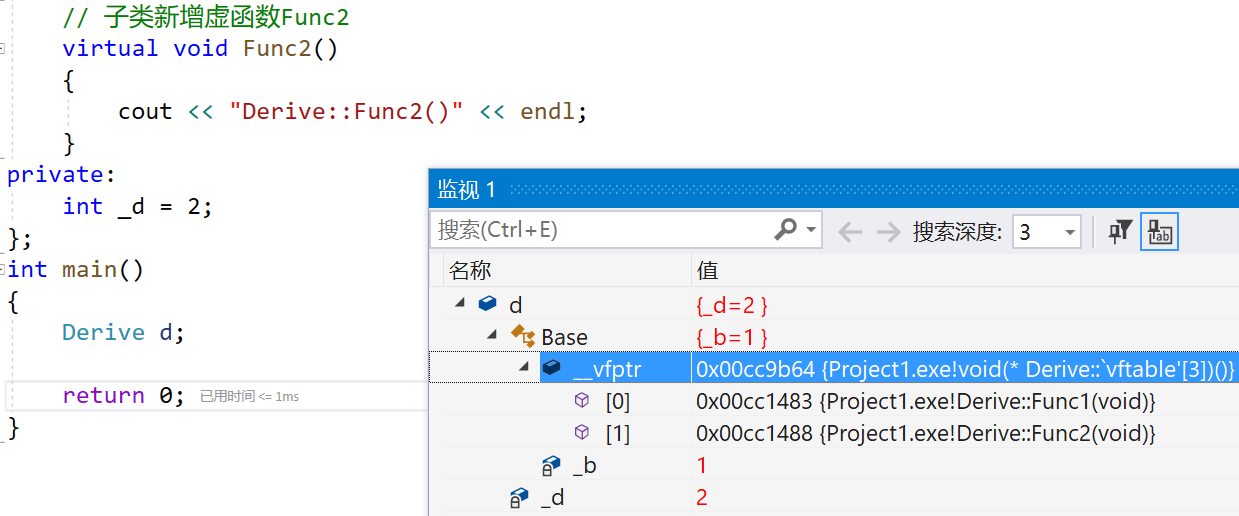 // 子类新增虚函数Func2
virtual void Func2()
{
cout << "Derive::Func2()" << endl;
}
private:
int _d = 2;
};
int main()
{
Derive d;
return 0; 已用时间 <= 1ms
}
监视 1
搜索(Ctrl+E) 搜索深度: 3
名称 值
d {_d=2 }
Base {_b=1 }
__vfptr 0x00cc9b64 {Project1.exe!void(* Derive::`vftable'[3])()}
[0] 0x00cc1483 {Project1.exe!Derive::Func1(void)}
[1] 0x00cc1488 {Project1.exe!Derive::Func2(void)}
_b 1
_d 2